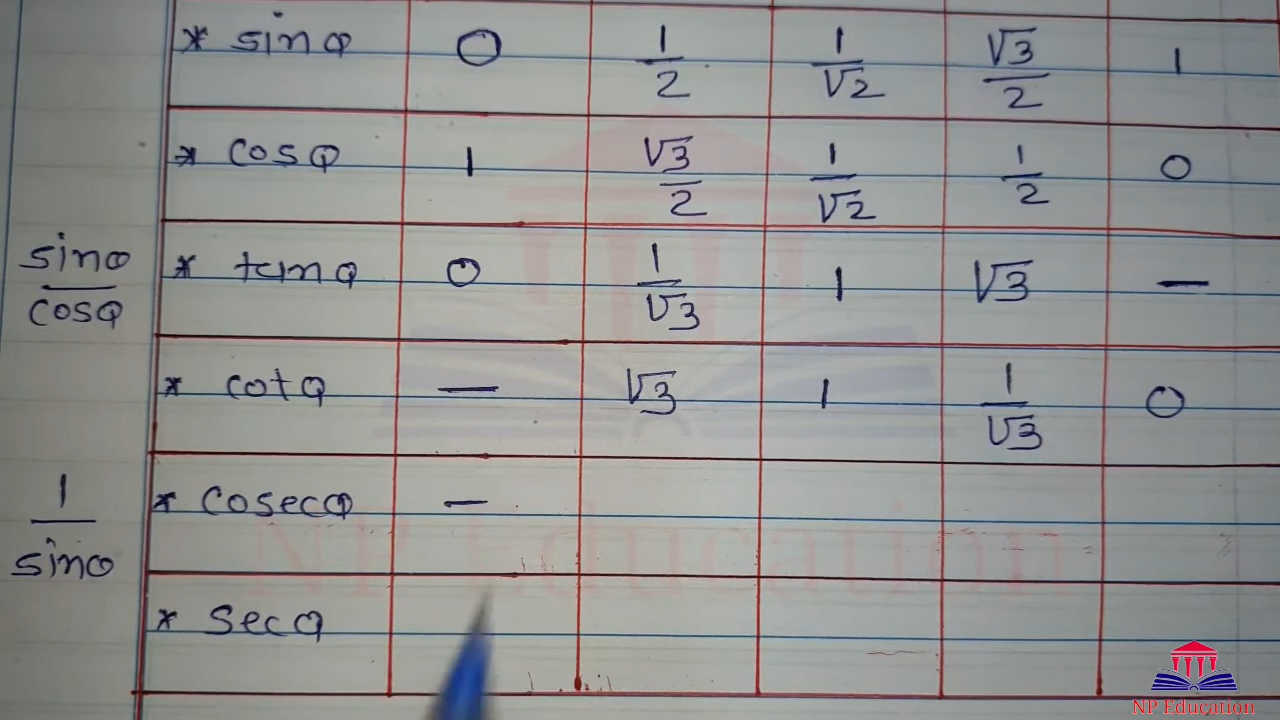 * sinθ 0 1/2 1/√2 √3/2 1
* cosθ 1 √3/2 1/√2 1/2 0
sinθ/cosθ * tanθ 0 1/√3 1 √3 —
* cotθ — √3 1 1/√3 0
1/sinθ * cosecθ —
* secθ
NP Education
NP Education